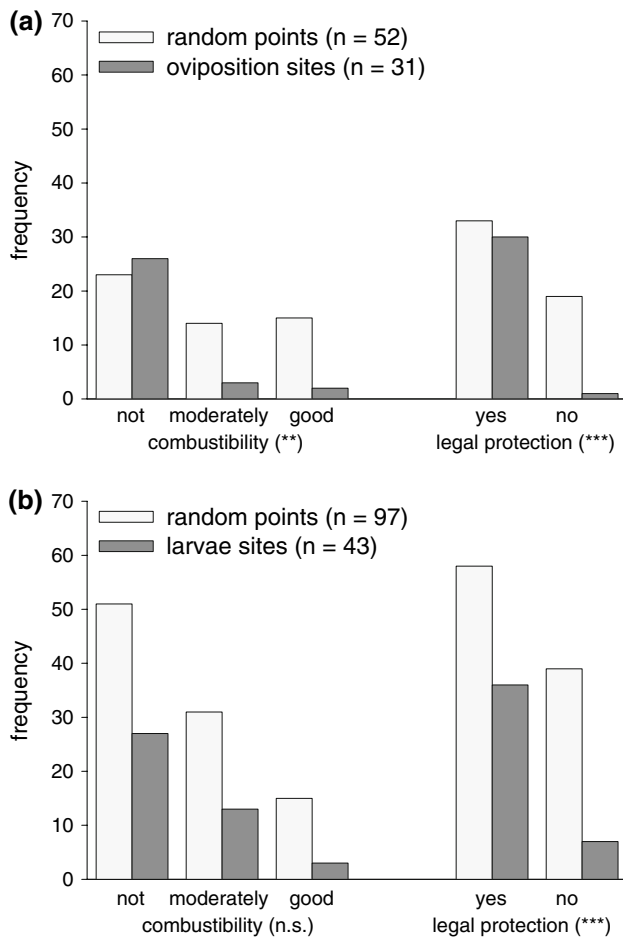 (a)
70
60
50
40
30
20
10
0
frequency
random points (n = 52)
oviposition sites (n = 31)
not moderately good yes no
combustibility (**) legal protection (***)
(b)
70
60
50
40
30
20
10
0
frequency
random points (n = 97)
larvae sites (n = 43)
not moderately good yes no
combustibility (n.s.) legal protection (***)